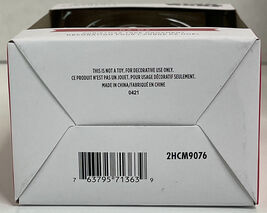 THIS IS NOT A TOY. FOR DECORATIVE USE ONLY.
CE PRODUIT N'EST PAS UN JOUET. POUR USAGE DÉCORATIF SEULEMENT.
MADE IN CHINA/FABRIQUÉ EN CHINE
0421
2HCM9076
7 63795 71363 9